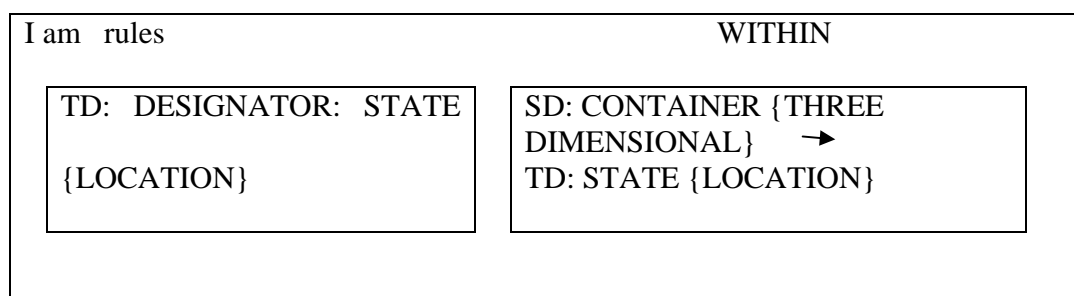 I am rules WITHIN
TD: DESIGNATOR: STATE
{LOCATION}
SD: CONTAINER {THREE
DIMENSIONAL}
TD: STATE {LOCATION}